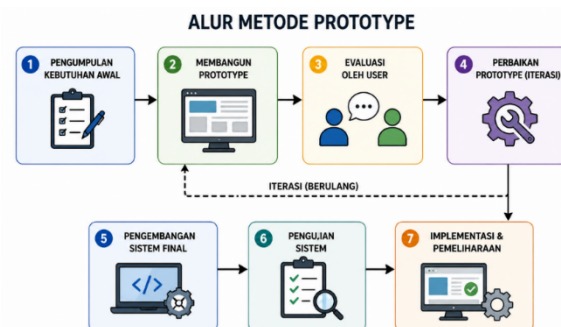 ALUR METODE PROTOTYPE
1
PENGUMPULAN
KEBUTUHAN AWAL
2
MEMBANGUN
PROTOTYPE
3
EVALUASI
OLEH USER
4
PERBAIKAN
PROTOTYPE (ITERASI)
ITERASI (BERULANG)
5
PENGEMBANGAN
SISTEM FINAL
</>
6
PENGUJIAN
SISTEM
7
IMPLEMENTASI &
PEMELIHARAAN